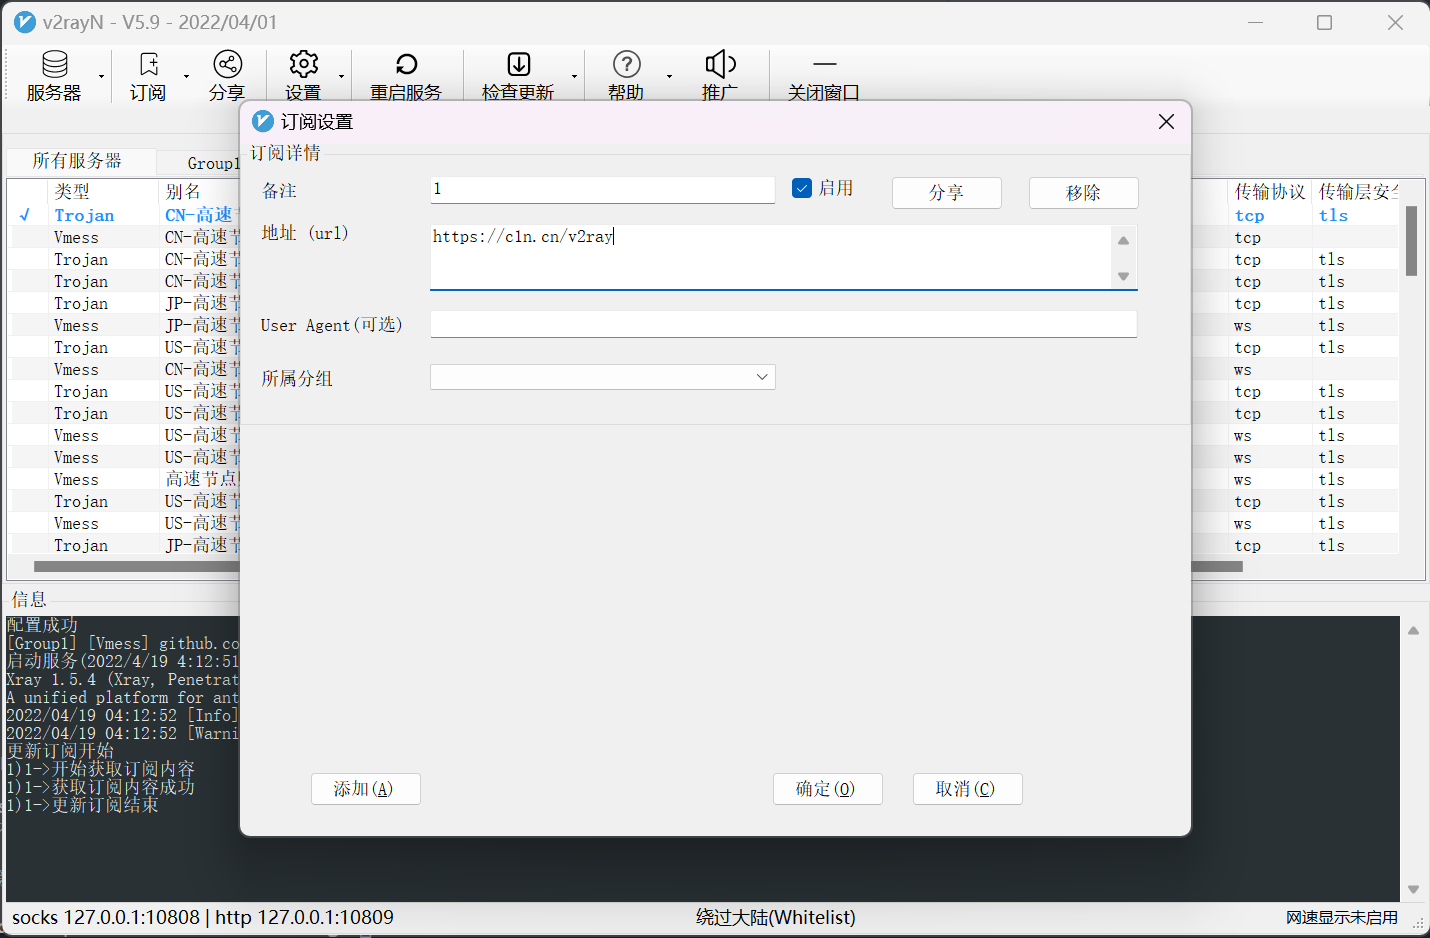 v2rayN - V5.9 - 2022/04/01
服务器 订阅 分享 设置 重启服务 检查更新 帮助 推广 关闭窗口
订阅设置
订阅详情
备注 1 启用 分享 移除
地址 (url) https://cln.cn/v2ray
User Agent(可选)
所属分组
添加(A) 确定(O) 取消(C)
所有服务器 Group1
类型 别名 传输协议 传输层安全
√ Trojan CN-高速节 tcp tls
Vmess CN-高速节 tcp
Trojan CN-高速节 tcp tls
Trojan CN-高速节 tcp tls
Trojan JP-高速节 tcp tls
Vmess JP-高速节 ws tls
Trojan US-高速节 tcp tls
Vmess CN-高速节 ws
Trojan US-高速节 tcp tls
Trojan US-高速节 tcp tls
Vmess US-高速节 ws tls
Vmess US-高速节 ws tls
Vmess 高速节点 ws tls
Trojan US-高速节 tcp tls
Vmess US-高速节 ws tls
Trojan JP-高速节 tcp tls
信息
配置成功
[Group1] [Vmess] github.co
启动服务(2022/4/19 4:12:51
Xray 1.5.4 (Xray, Penetrat
A unified platform for ant
2022/04/19 04:12:52 [Info]
2022/04/19 04:12:52 [Warni
更新订阅开始
1)1->开始获取订阅内容
1)1->获取订阅内容成功
1)1->更新订阅结束
socks 127.0.0.1:10808 | http 127.0.0.1:10809 绕过大陆(Whitelist) 网速显示未启用